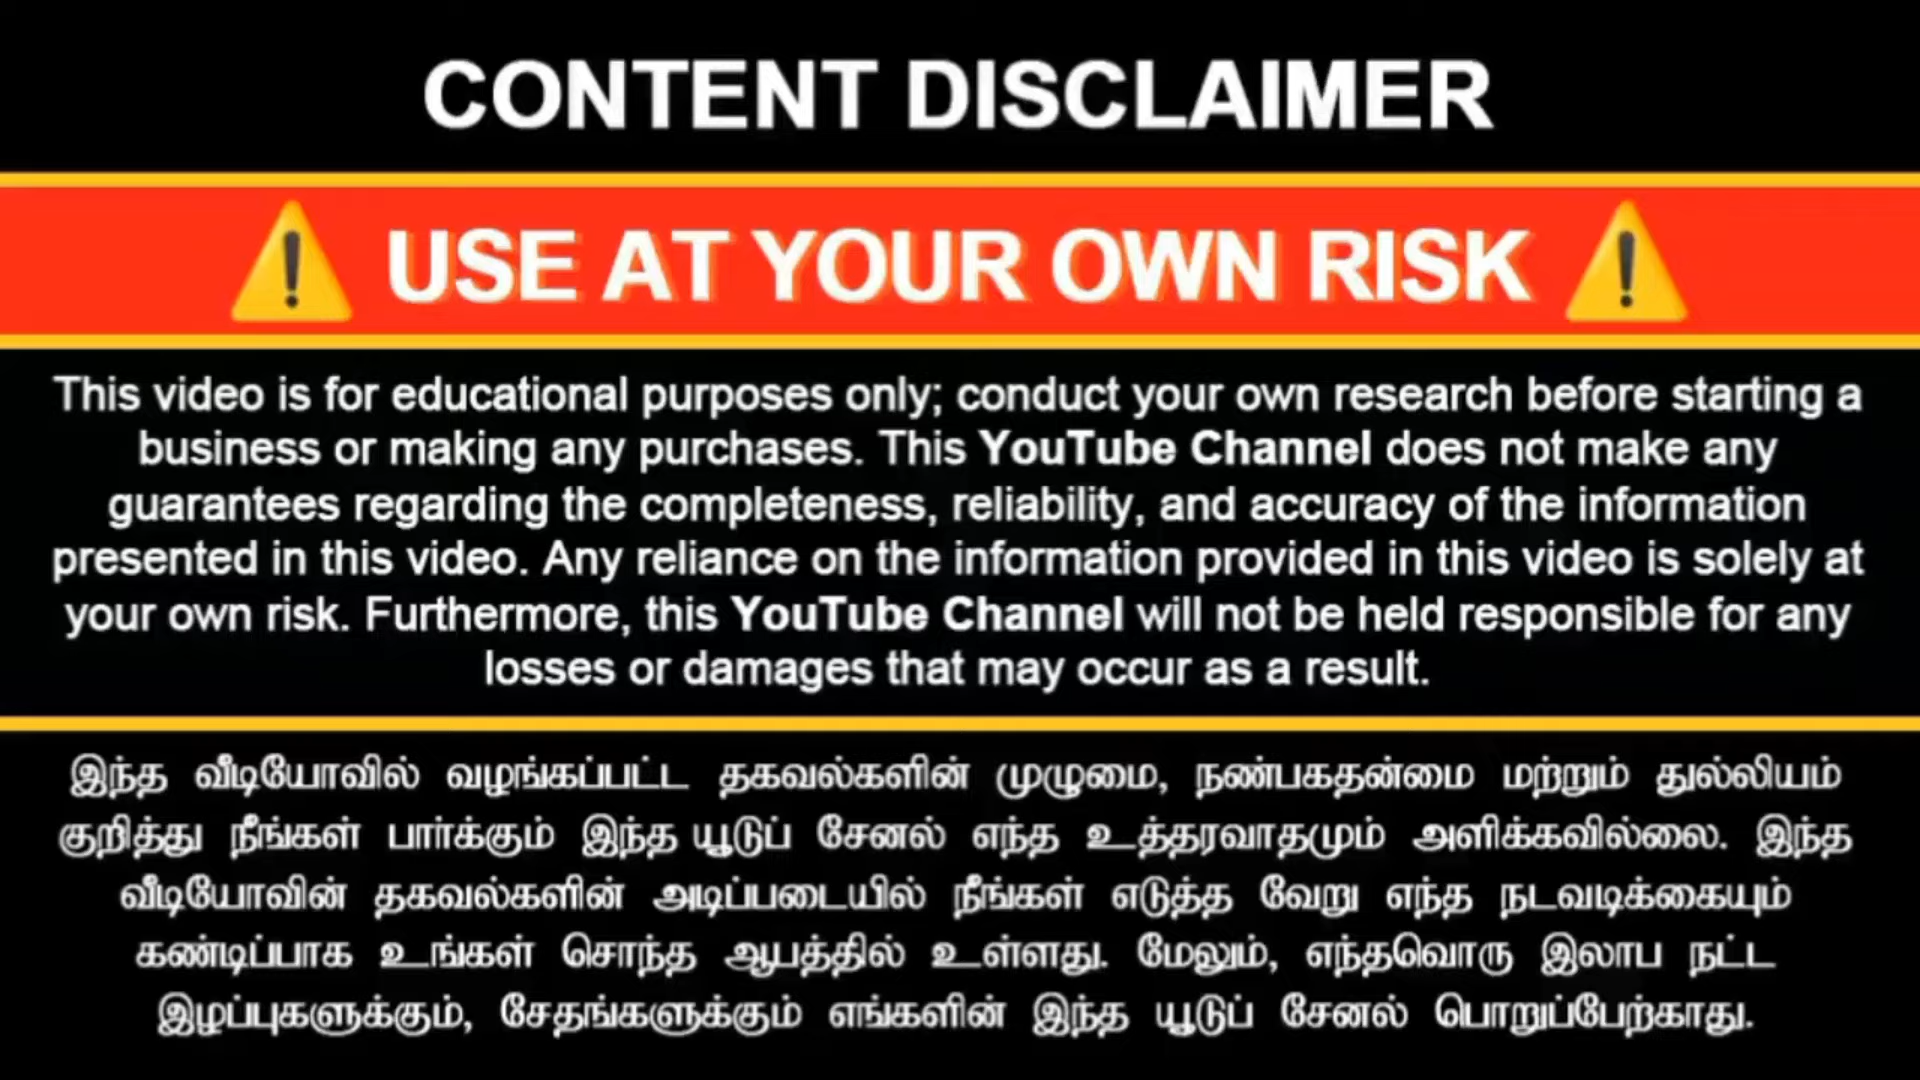 CONTENT DISCLAIMER
⚠️ USE AT YOUR OWN RISK ⚠️
This video is for educational purposes only; conduct your own research before starting a
business or making any purchases. This YouTube Channel does not make any
guarantees regarding the completeness, reliability, and accuracy of the information
presented in this video. Any reliance on the information provided in this video is solely at
your own risk. Furthermore, this YouTube Channel will not be held responsible for any
losses or damages that may occur as a result.
இந்த வீடியோவில் வழங்கப்பட்ட தகவல்களின் முழுமை, நண்பகதன்மை மற்றும் துல்லியம்
குறித்து நீங்கள் பார்க்கும் இந்த யூடுப் சேனல் எந்த உத்தரவாதமும் அளிக்கவில்லை. இந்த
வீடியோவின் தகவல்களின் அடிப்படையில் நீங்கள் எடுத்த வேறு எந்த நடவடிக்கையும்
கண்டிப்பாக உங்கள் சொந்த ஆபத்தில் உள்ளது. மேலும், எந்தவொரு இலாப நட்ட
இழப்புகளுக்கும், சேதங்களுக்கும் எங்களின் இந்த யூடுப் சேனல் பொறுப்பேற்காது.